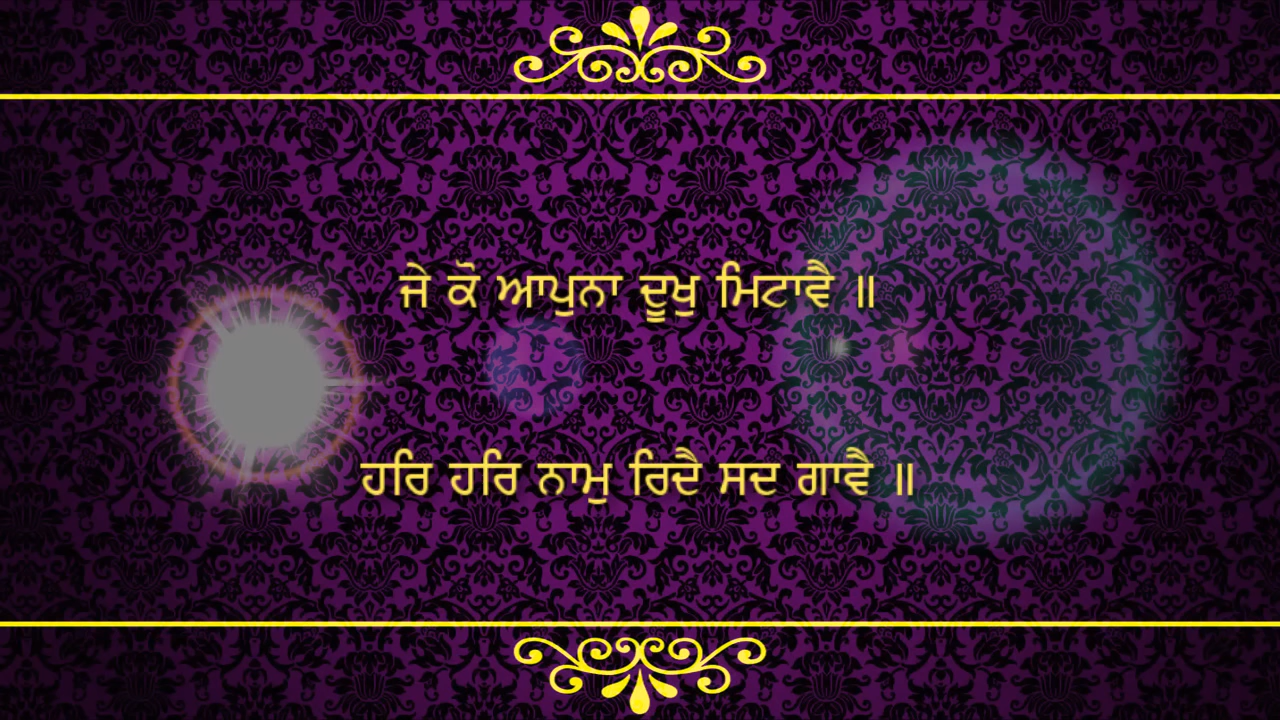 ਜੇ ਕੋ ਆਪੁਨਾ ਦੂਖੁ ਮਿਟਾਵੈ ॥
ਹਰਿ ਹਰਿ ਨਾਮੁ ਰਿਦੈ ਸਦ ਗਾਵੈ ॥